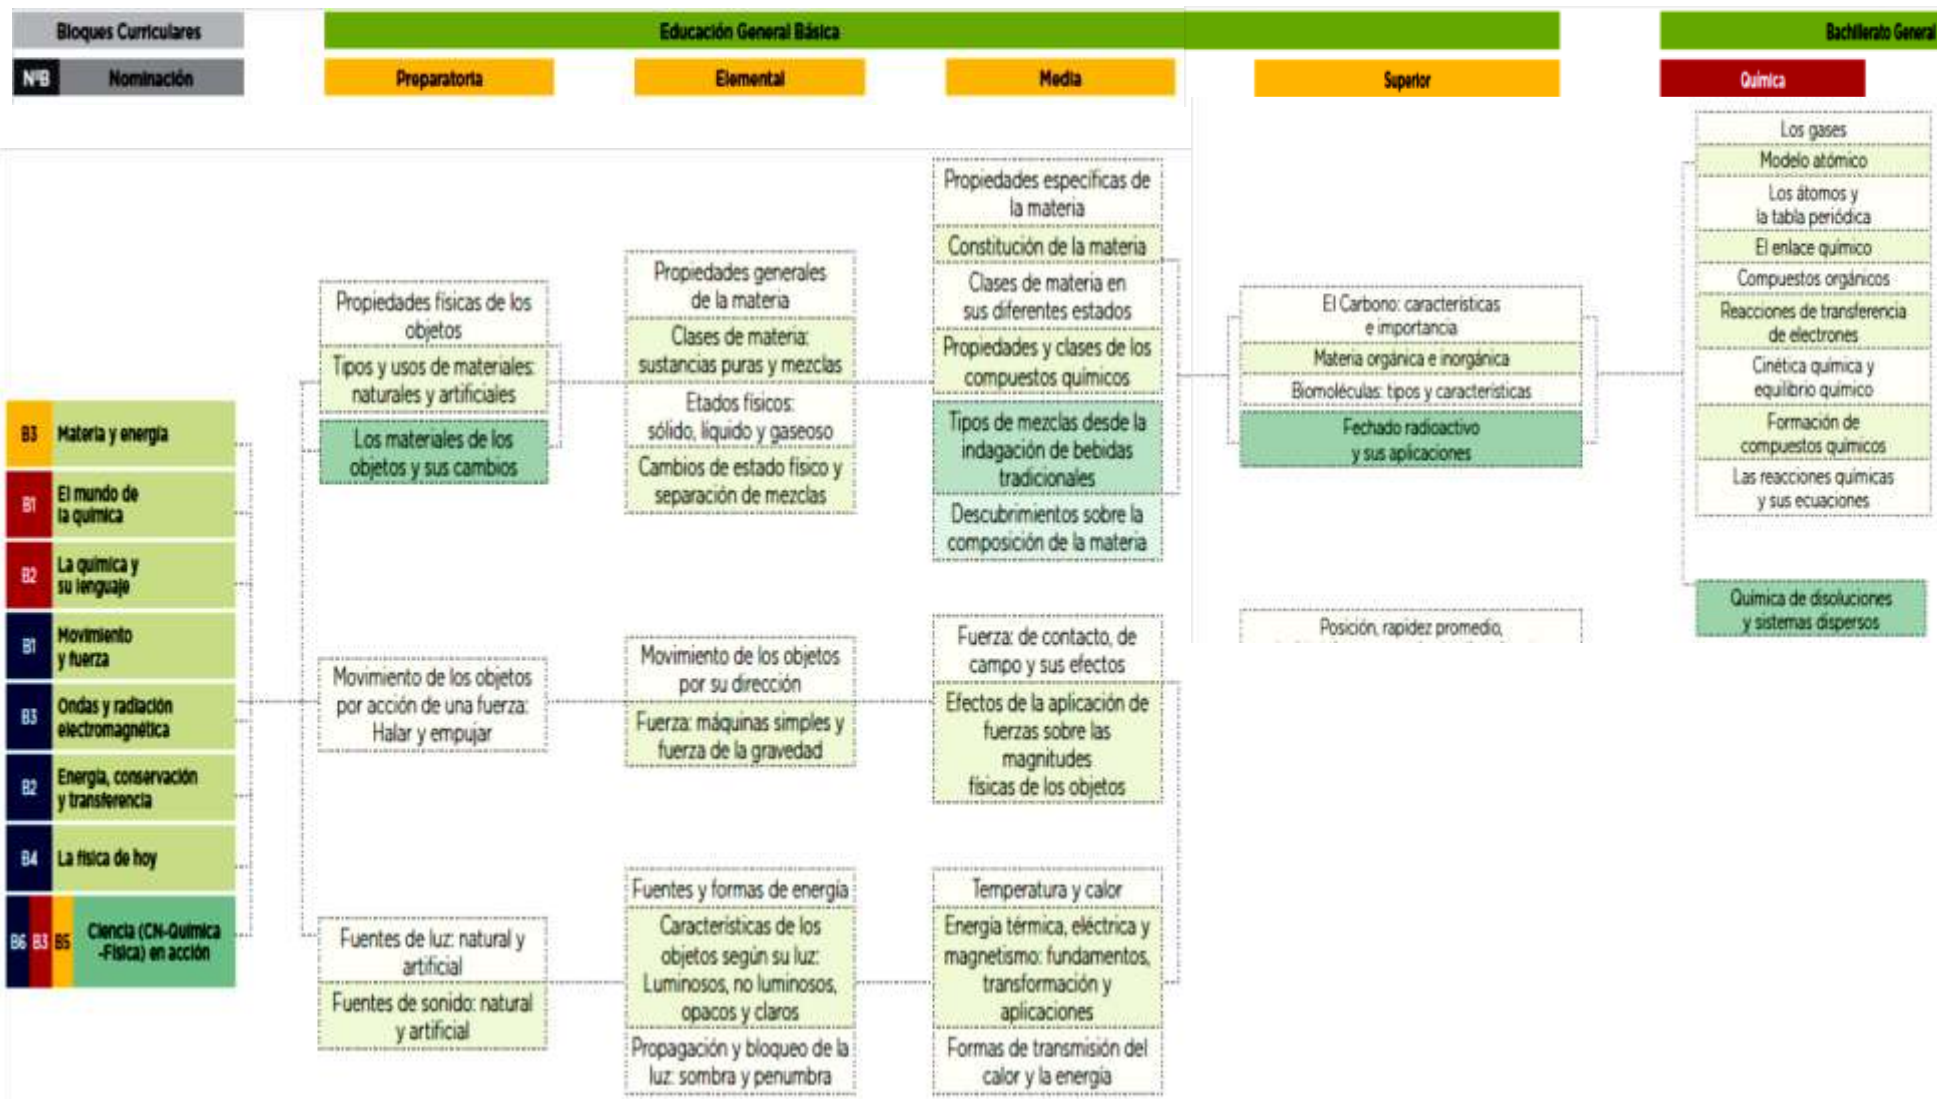 Bloques Curriculares
Educación General Básica
Bachillerato General
NºB
Nominación
Preparatoria
Elemental
Media
Superior
Química
B3
Materia y energía
B1
El mundo de
la química
B2
La química y
su lenguaje
B1
Movimiento
y fuerza
B3
Ondas y radiación
electromagnética
B2
Energía, conservación
y transferencia
B4
La física de hoy
B6 B3 B5
Ciencia (CN-Química
-Física) en acción
Propiedades físicas de los
objetos
Tipos y usos de materiales:
naturales y artificiales
Los materiales de los
objetos y sus cambios
Movimiento de los objetos
por acción de una fuerza:
Halar y empujar
Fuentes de luz: natural y
artificial
Fuentes de sonido: natural
y artificial
Propiedades generales
de la materia
Clases de materia:
sustancias puras y mezclas
Etados físicos:
sólido, líquido y gaseoso
Cambios de estado físico y
separación de mezclas
Movimiento de los objetos
por su dirección
Fuerza: máquinas simples y
fuerza de la gravedad
Fuentes y formas de energía
Características de los
objetos según su luz:
Luminosos, no luminosos,
opacos y claros
Propagación y bloqueo de la
luz: sombra y penumbra
Propiedades específicas de
la materia
Constitución de la materia
Clases de materia en
sus diferentes estados
Propiedades y clases de los
compuestos químicos
Tipos de mezclas desde la
indagación de bebidas
tradicionales
Descubrimientos sobre la
composición de la materia
Fuerza: de contacto, de
campo y sus efectos
Efectos de la aplicación de
fuerzas sobre las
magnitudes
físicas de los objetos
Temperatura y calor
Energía térmica, eléctrica y
magnetismo: fundamentos,
transformación y
aplicaciones
Formas de transmisión del
calor y la energía
El Carbono: características
e importancia
Materia orgánica e inorgánica
Biomoléculas: tipos y características
Fechado radioactivo
y sus aplicaciones
Posición, rapidez promedio,
Los gases
Modelo atómico
Los átomos y
la tabla periódica
El enlace químico
Compuestos orgánicos
Reacciones de transferencia
de electrones
Cinética química y
equilibrio químico
Formación de
compuestos químicos
Las reacciones químicas
y sus ecuaciones
Química de disoluciones
y sistemas dispersos